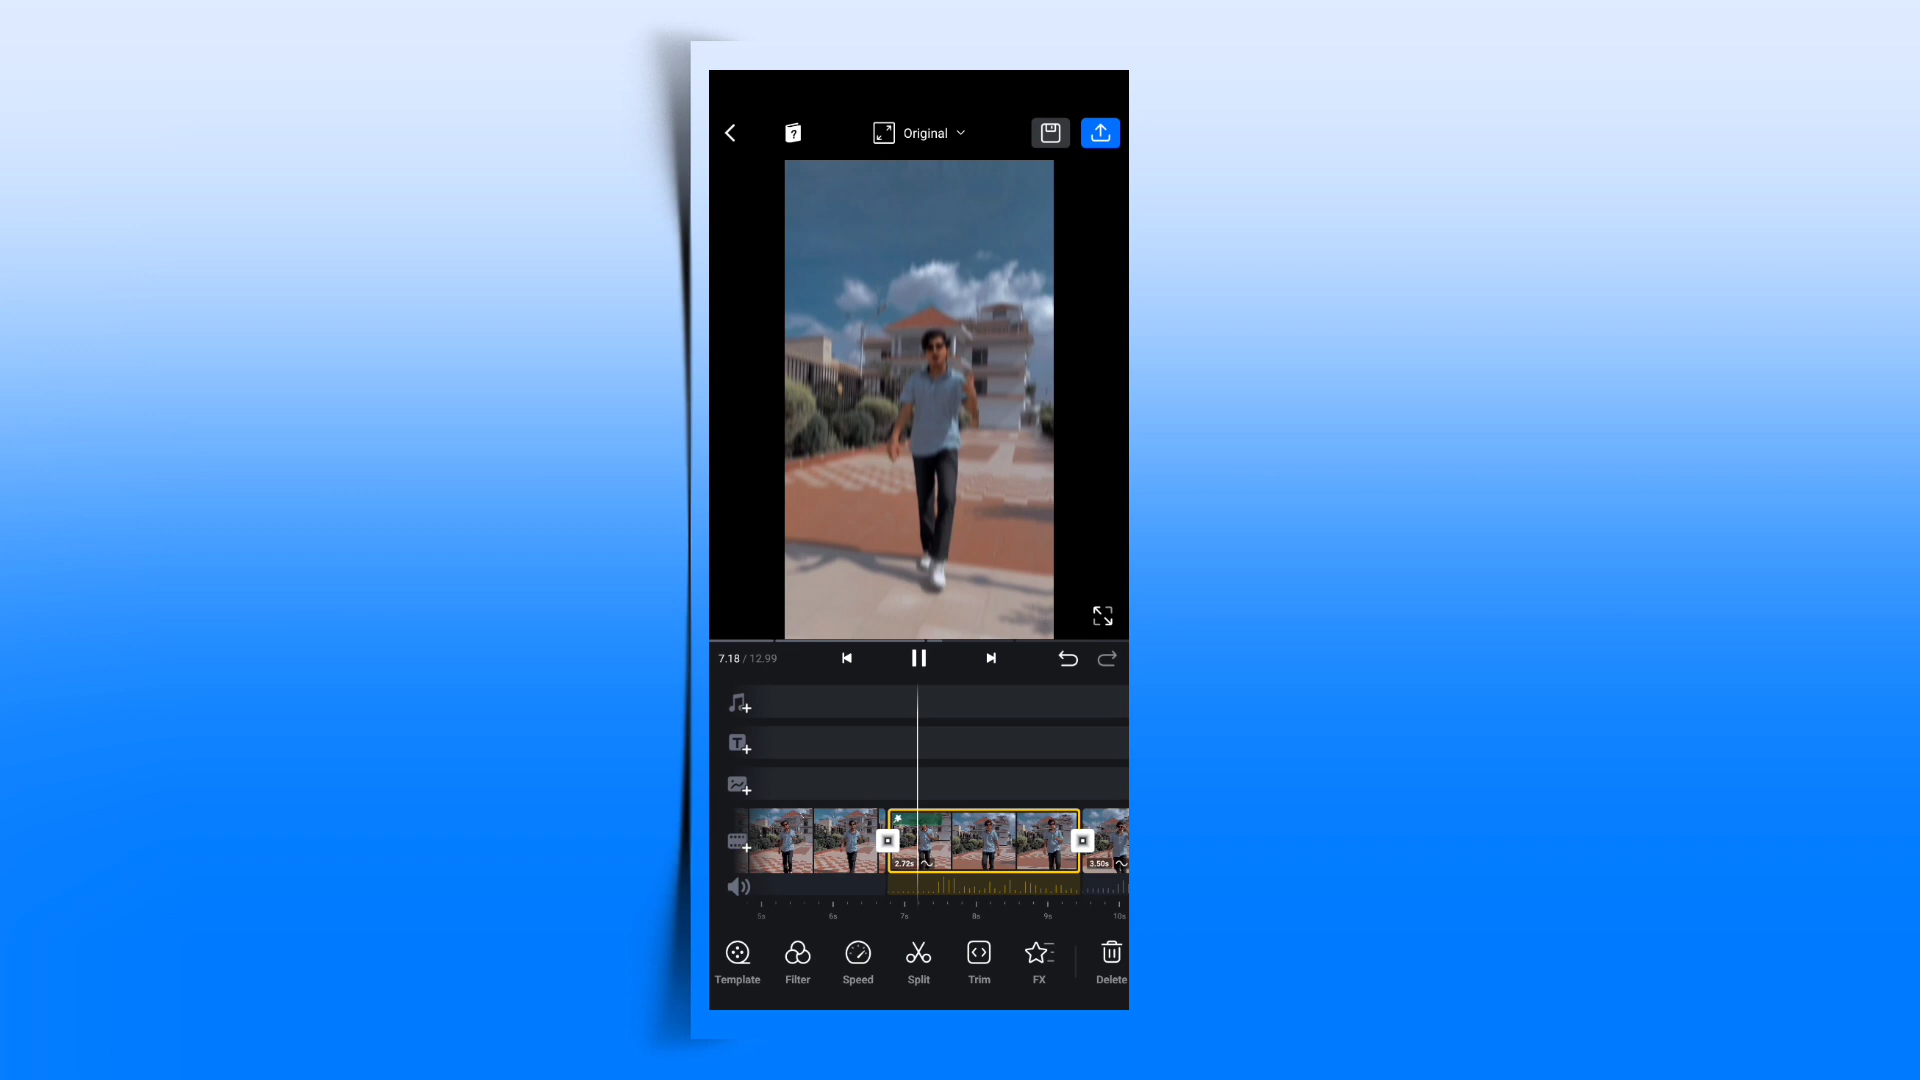 ?
Original
7.18 / 12.99
T
2.72s
3.50s
5s 6s 7s 8s 9s 10s
Template Filter Speed Split Trim FX Delete